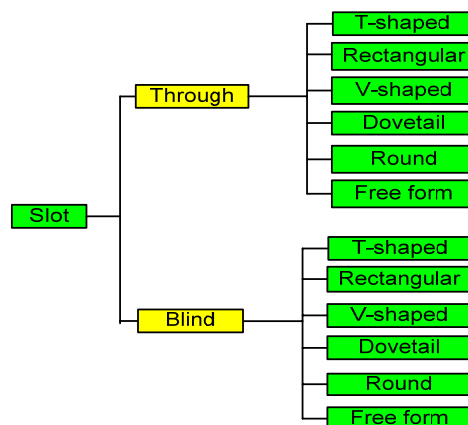 Slot
Through
T-shaped
Rectangular
V-shaped
Dovetail
Round
Free form
Blind
T-shaped
Rectangular
V-shaped
Dovetail
Round
Free form